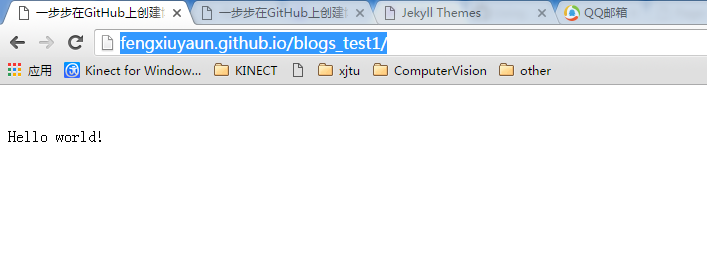 一步步在GitHub上创建 一步步在GitHub上创建 Jekyll Themes QQ邮箱
fengxiuyaun.github.io/blogs_test1/
应用 Kinect for Window... KINECT xjtu ComputerVision other
Hello world!